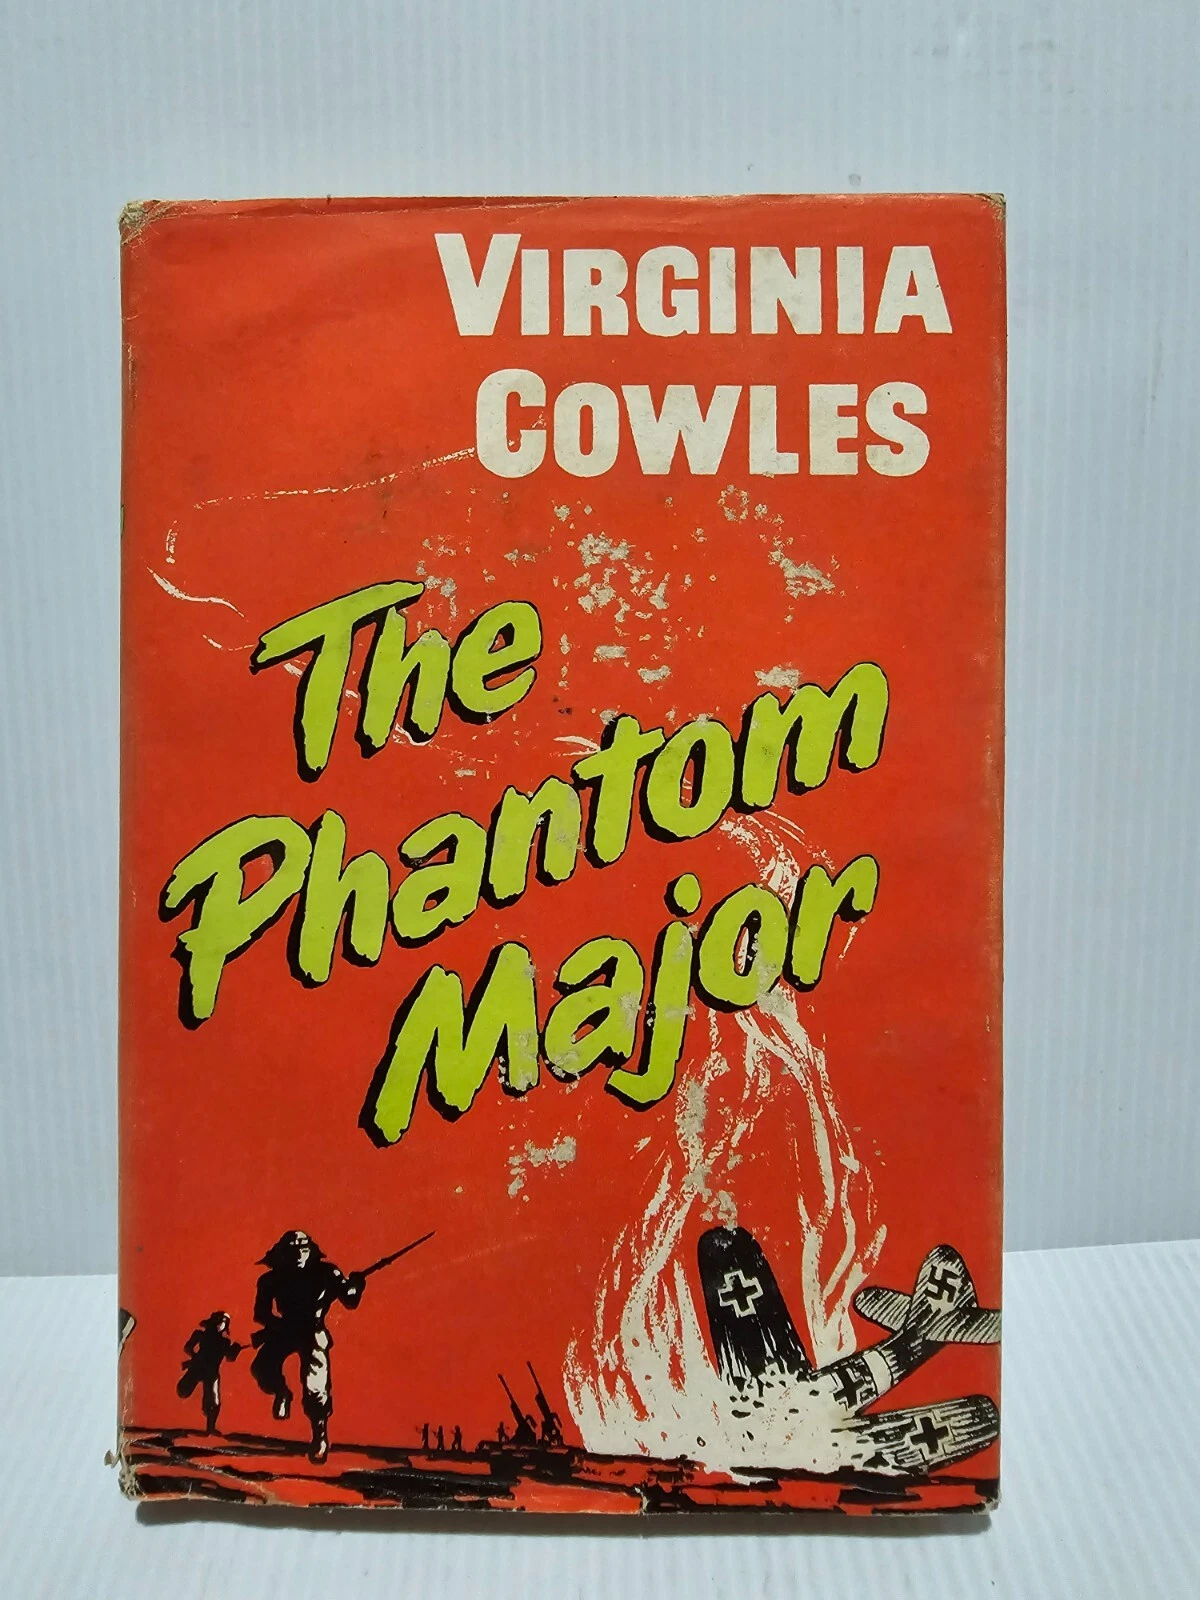 VIRGINIA
COWLES
The
Phantom
Major